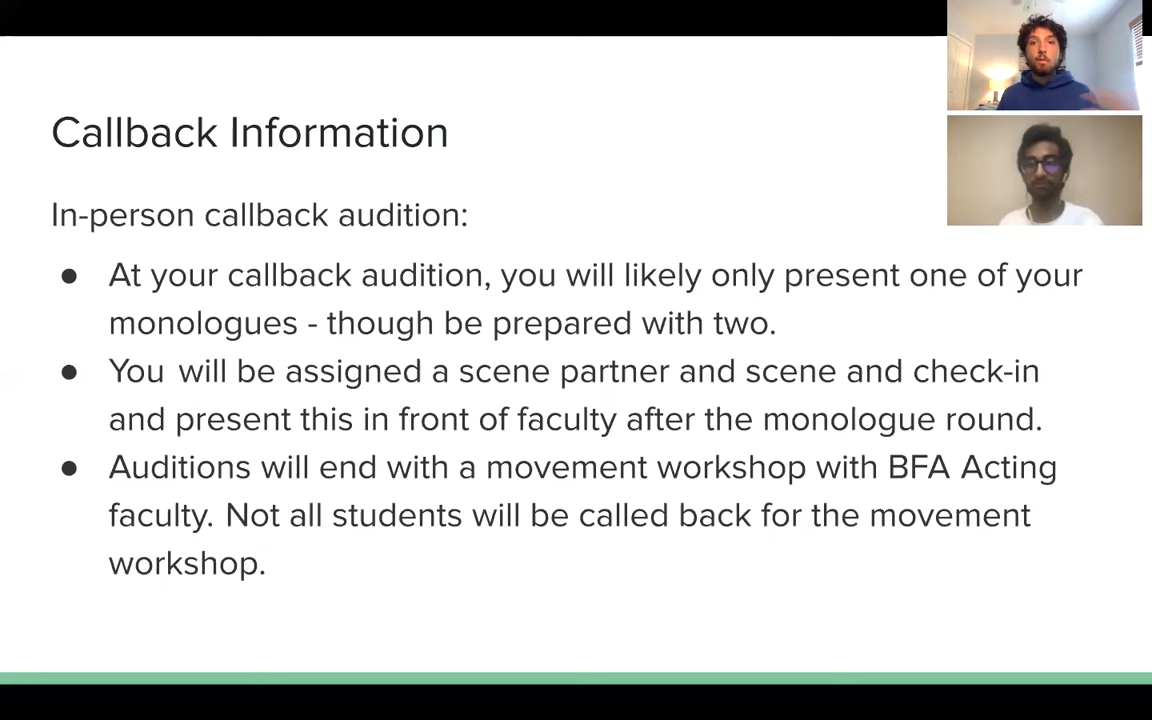 Callback Information
In-person callback audition:
● At your callback audition, you will likely only present one of your
monologues - though be prepared with two.
● You will be assigned a scene partner and scene and check-in
and present this in front of faculty after the monologue round.
● Auditions will end with a movement workshop with BFA Acting
faculty. Not all students will be called back for the movement
workshop.